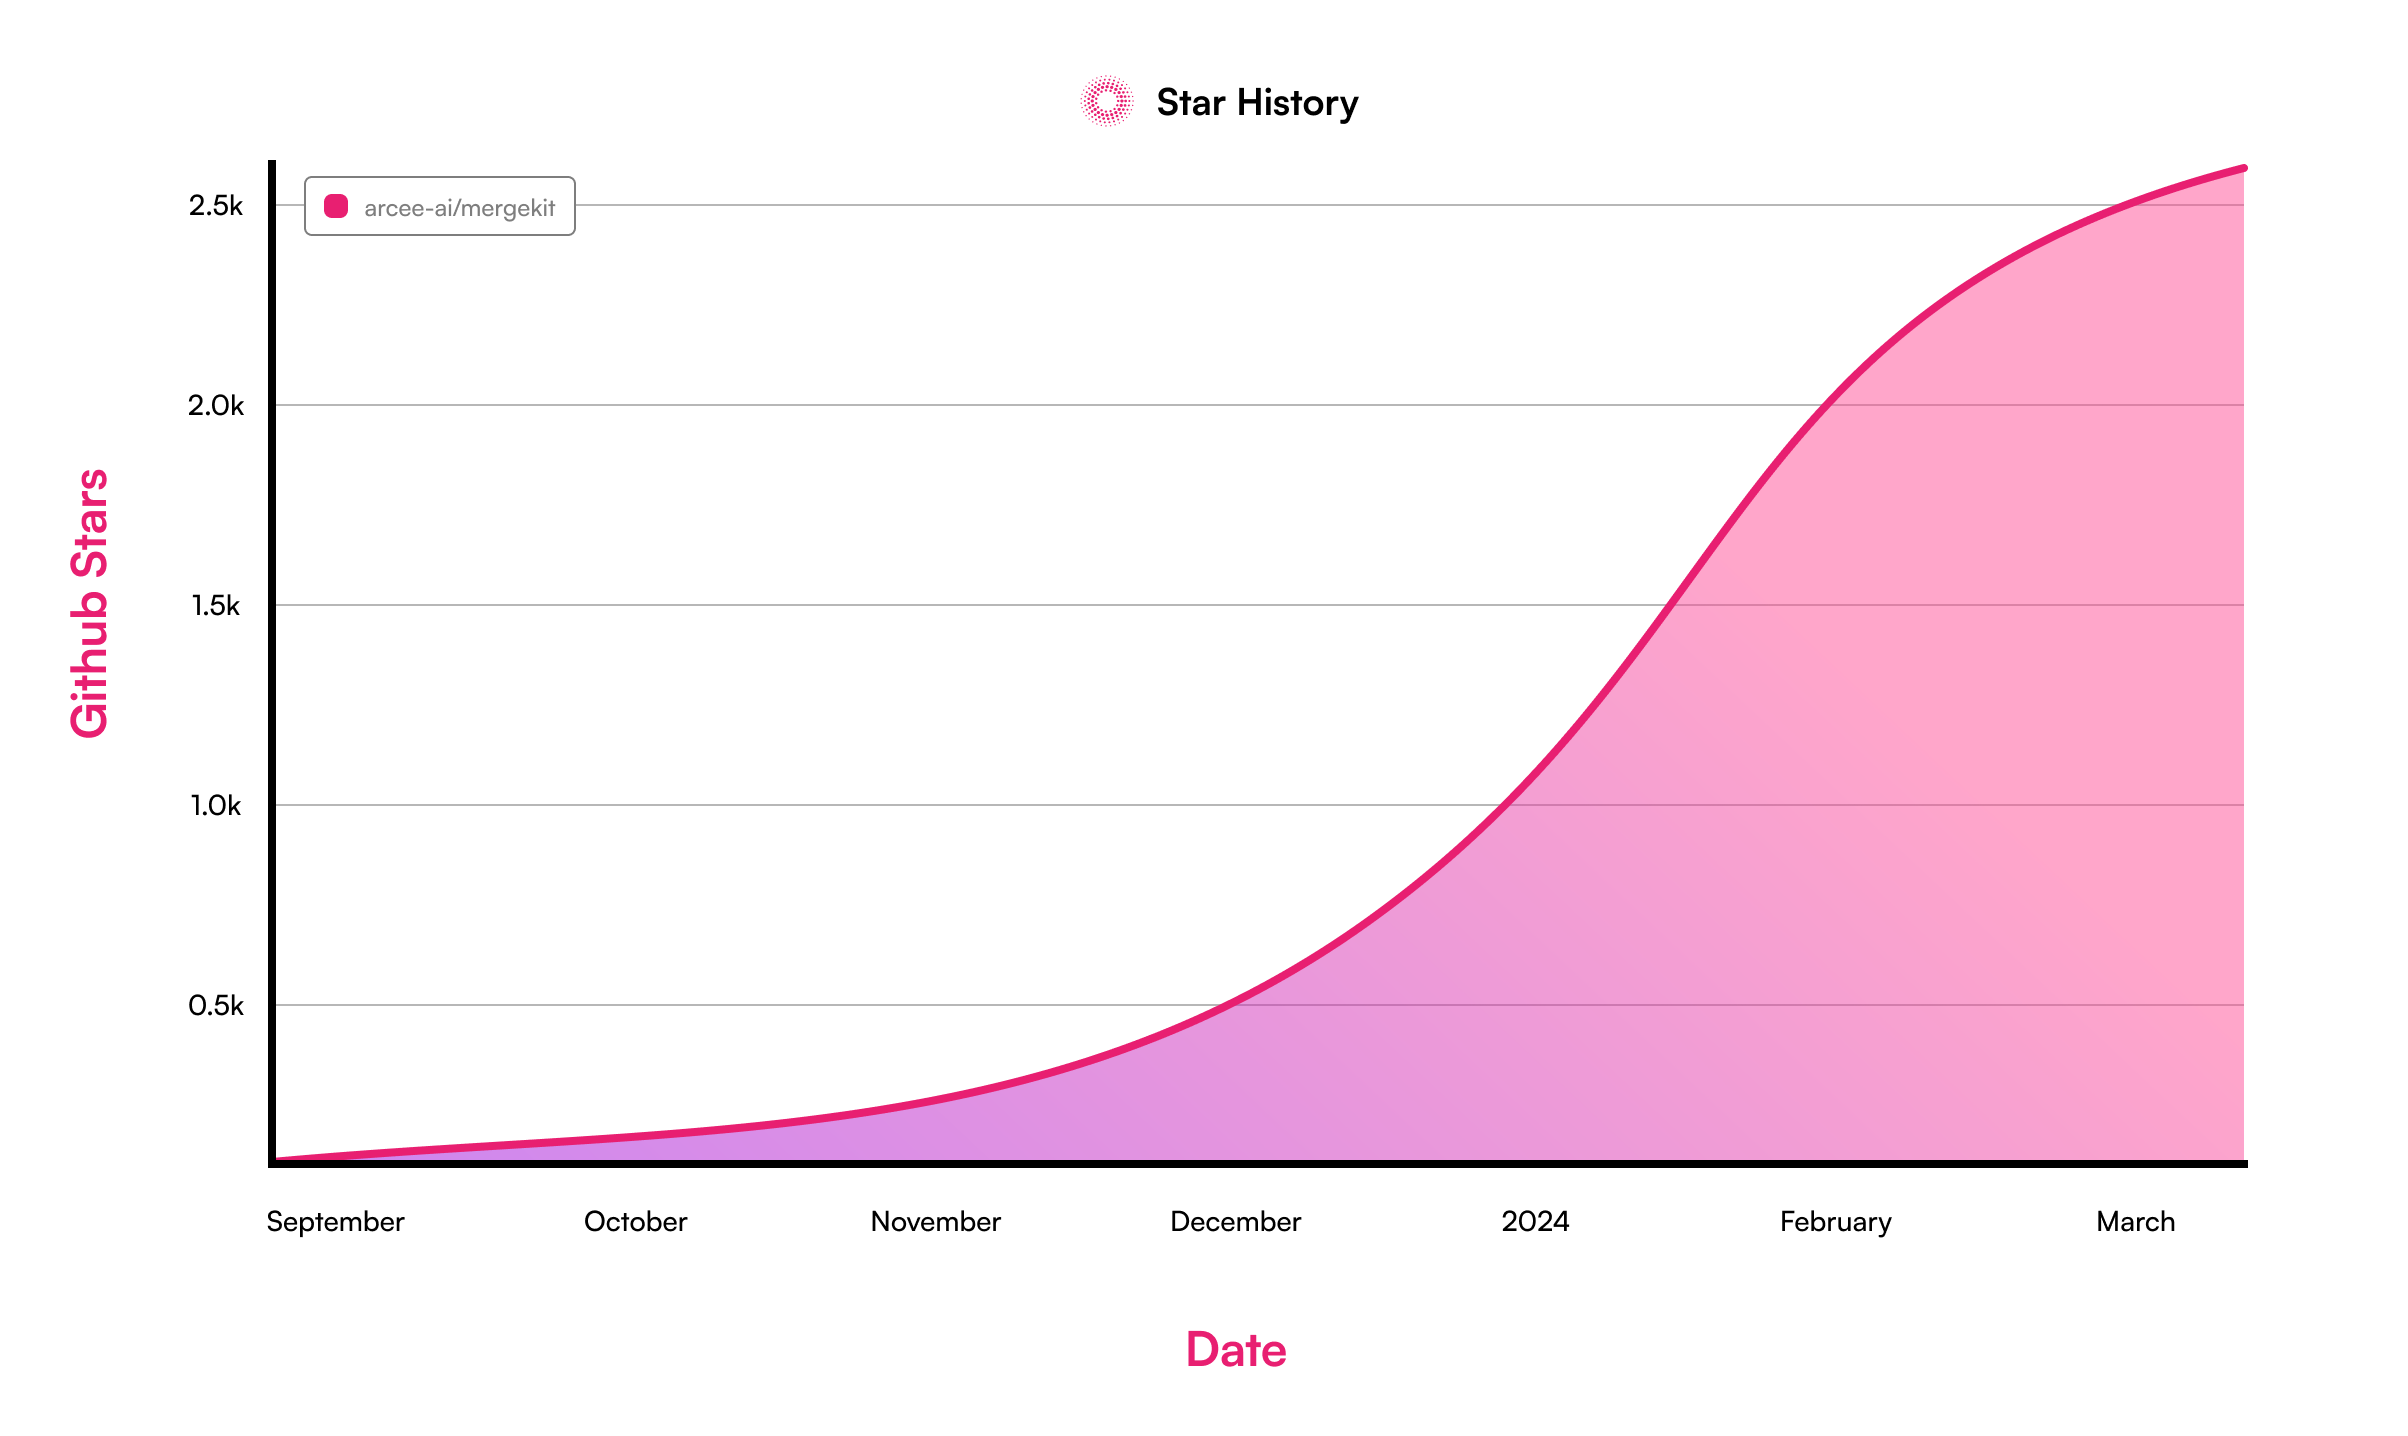 Star History
arcee-ai/mergekit
2.5k
2.0k
1.5k
1.0k
0.5k
Github Stars
September
October
November
December
2024
February
March
Date